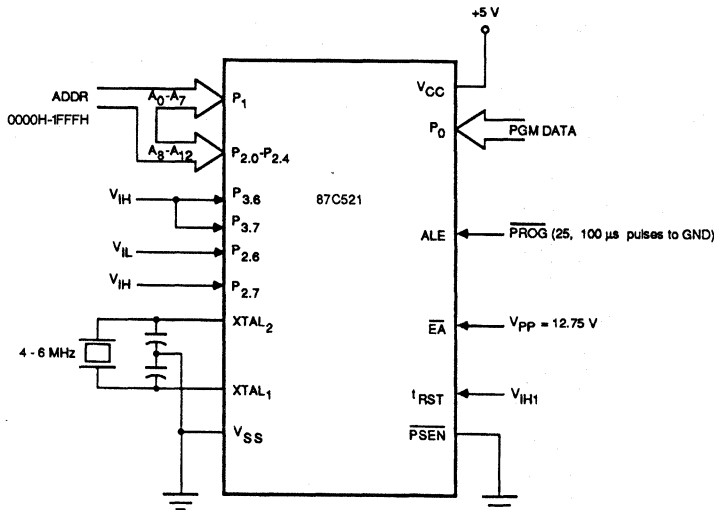 +5 V
ADDR
0000H-1FFFH
A0-A7
P1
VCC
P0
PGM DATA
A8-A12
P2.0-P2.4
VIH
P3.6
87C521
P3.7
ALE
PROG (25, 100 µs pulses to GND)
VIL
P2.6
VIH
P2.7
XTAL2
EA
VPP = 12.75 V
4 - 6 MHz
XTAL1
tRST
VIH1
VSS
PSEN